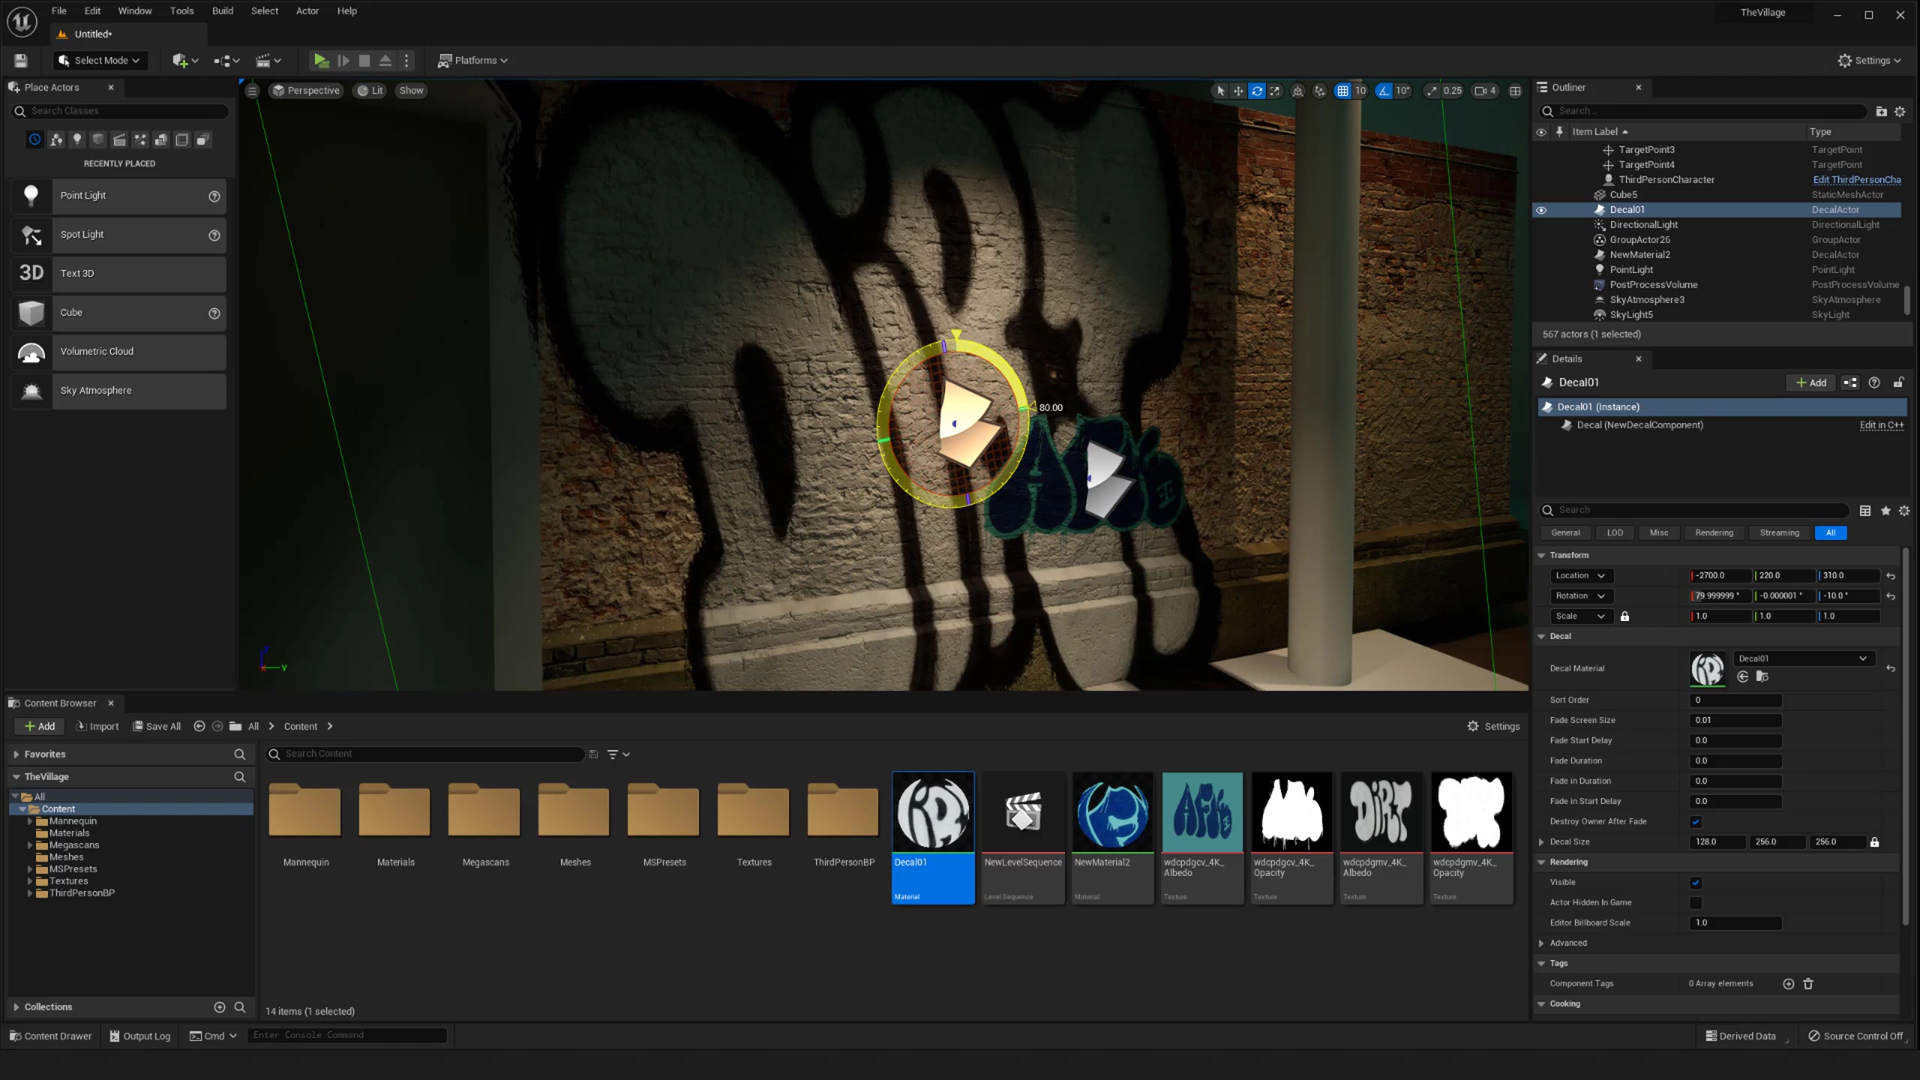 File Edit Window Tools Build Select Actor Help
TheVillage
Untitled*
Select Mode
Platforms
Settings
Place Actors
Search Classes
RECENTLY PLACED
Point Light
Spot Light
3D Text 3D
Cube
Volumetric Cloud
Sky Atmosphere
Perspective Lit Show
10 10° 0.25 4
80.00
Outliner
Search...
Item Label Type
TargetPoint3 TargetPoint
TargetPoint4 TargetPoint
ThirdPersonCharacter Edit ThirdPersonCha
Cube5 StaticMeshActor
Decal01 DecalActor
DirectionalLight DirectionalLight
GroupActor26 GroupActor
NewMaterial2 DecalActor
PointLight PointLight
PostProcessVolume PostProcessVolume
SkyAtmosphere3 SkyAtmosphere
SkyLight5 SkyLight
567 actors (1 selected)
Details
Decal01
+ Add
Decal01 (Instance)
Decal (NewDecalComponent) Edit in C++
Search
General LOD Misc Rendering Streaming All
Transform
Location -2700.0 220.0 310.0
Rotation 79.999999 ° -0.000001 ° -10.0 °
Scale 1.0 1.0 1.0
Decal
Decal Material Decal01
Sort Order 0
Fade Screen Size 0.01
Fade Start Delay 0.0
Fade Duration 0.0
Fade in Duration 0.0
Fade in Start Delay 0.0
Destroy Owner After Fade
Decal Size 128.0 256.0 256.0
Rendering
Visible
Actor Hidden In Game
Editor Billboard Scale 1.0
Advanced
Tags
Component Tags 0 Array elements
Cooking
Content Browser
+ Add Import Save All All Content
Settings
Favorites
Search Content
TheVillage
All
Content
Mannequin
Materials
Megascans
Meshes
MSPresets
Textures
ThirdPersonBP
Collections
Mannequin Materials Megascans Meshes MSPresets Textures ThirdPersonBP
Decal01
Material
NewLevelSequence
Level Sequence
NewMaterial2
Material
wdcpdgcv_4K_
Albedo
Texture
wdcpdgcv_4K_
Opacity
Texture
wdcpdgmv_4K_
Albedo
Texture
wdcpdgmv_4K_
Opacity
Texture
DIRT
14 items (1 selected)
Content Drawer Output Log Cmd Enter Console Command
Derived Data Source Control Off